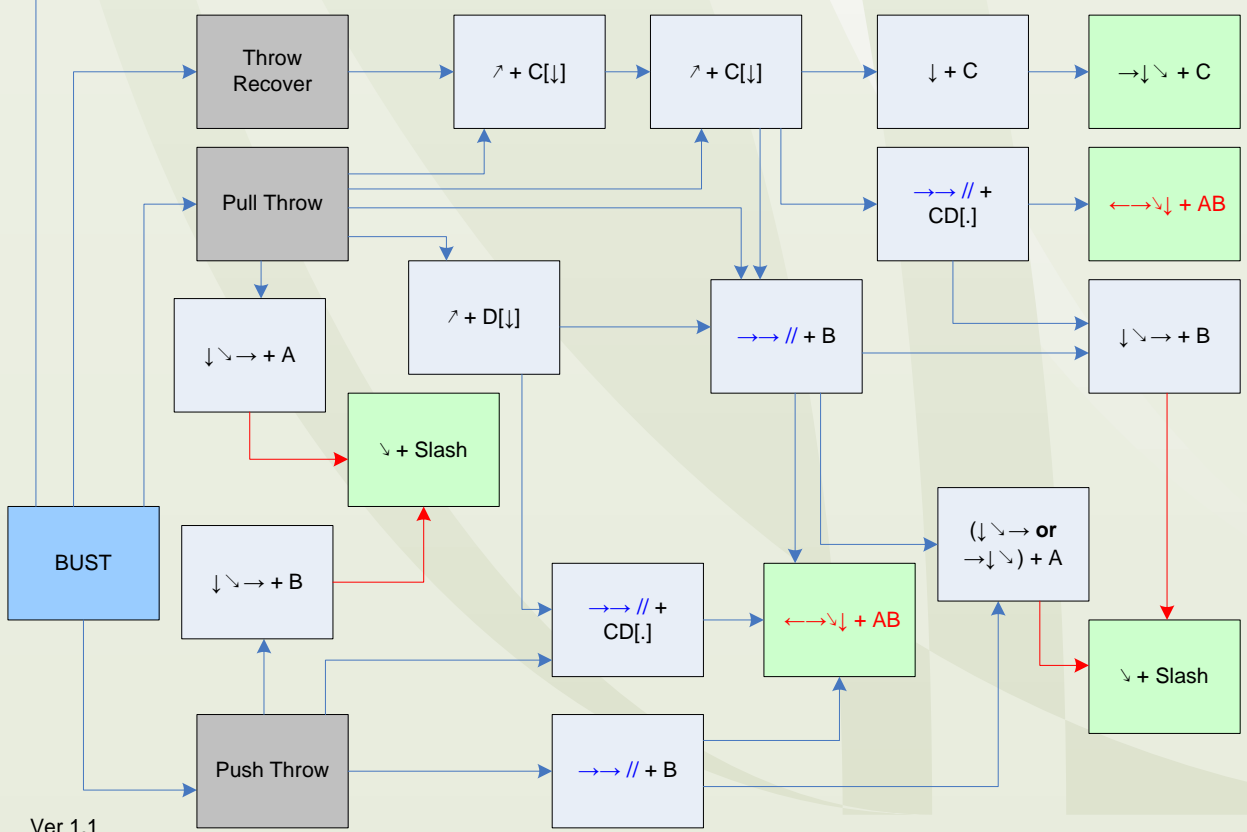 Throw
Recover
↗ + C[↓]
↗ + C[↓]
↓ + C
→↓↘ + C
Pull Throw
→→ // +
CD[.]
←→↘↓ + AB
↗ + D[↓]
→→ // + B
↓↘→ + B
↓↘→ + A
↘ + Slash
BUST
↓↘→ + B
→→ // +
CD[.]
←→↘↓ + AB
(↓↘→ or
→↓↘) + A
↘ + Slash
Push Throw
→→ // + B
Ver 1.1